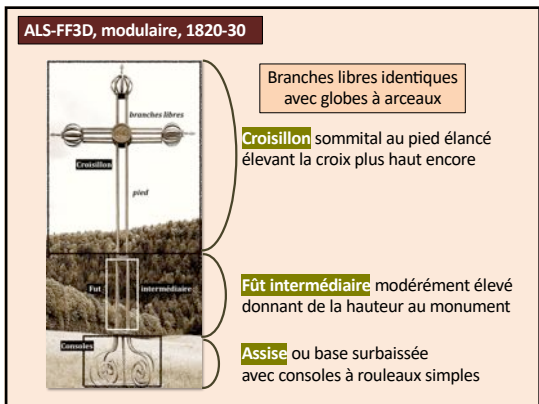 ALS-FF3D, modulaire, 1820-30
Branches libres identiques
avec globes à arceaux
branches libres
Croisillon sommital au pied élancé
élevant la croix plus haut encore
Croisillon
pied
Fût intermédiaire modérément élevé
donnant de la hauteur au monument
Fut intermédiaire
Assise ou base surbaissée
avec consoles à rouleaux simples
Consoles